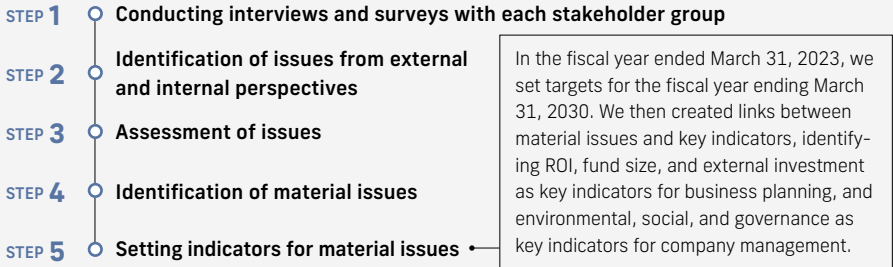 STEP 1 Conducting interviews and surveys with each stakeholder group
STEP 2 Identification of issues from external
and internal perspectives
STEP 3 Assessment of issues
STEP 4 Identification of material issues
STEP 5 Setting indicators for material issues
In the fiscal year ended March 31, 2023, we
set targets for the fiscal year ending March
31, 2030. We then created links between
material issues and key indicators, identify-
ing ROI, fund size, and external investment
as key indicators for business planning, and
environmental, social, and governance as
key indicators for company management.